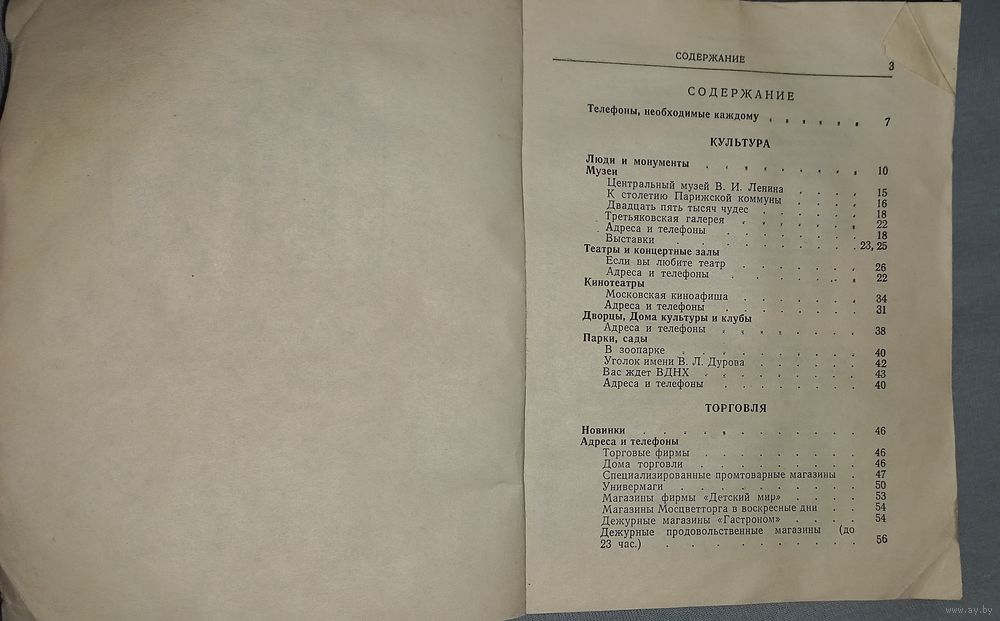 СОДЕРЖАНИЕ 3
СОДЕРЖАНИЕ
Телефоны, необходимые каждому . . . . . . 7
КУЛЬТУРА
Люди и монументы . . . . . . . . 10
Музеи
Центральный музей В. И. Ленина . . . . 15
К столетию Парижской коммуны . . . . 16
Двадцать пять тысяч чудес . . . . . . 18
Третьяковская галерея . . . . . . . 22
Адреса и телефоны . . . . . . . . 18
Выставки . . . . . . . . . . 23, 25
Театры и концертные залы
Если вы любите театр . . . . . . . 26
Адреса и телефоны . . . . . . . 22
Кинотеатры
Московская киноафиша . . . . . . . 34
Адреса и телефоны . . . . . . . . 31
Дворцы, Дома культуры и клубы
Адреса и телефоны . . . . . . . . 38
Парки, сады
В зоопарке . . . . . . . . . 40
Уголок имени В. Л. Дурова . . . . . . 42
Вас ждет ВДНХ . . . . . . . . 43
Адреса и телефоны . . . . . . . . 40
ТОРГОВЛЯ
Новинки . . . . . . . . . 46
Адреса и телефоны
Торговые фирмы . . . . . . . . 46
Дома торговли . . . . . . . . 46
Специализированные промтоварные магазины . 47
Универмаги . . . . . . . . . 50
Магазины фирмы «Детский мир» . . . . 53
Магазины Мосцветторга в воскресные дни . . 54
Дежурные магазины «Гастроном» . . . . 54
Дежурные продовольственные магазины (до
23 час.) . . . . . . . . . . 56
www.ay.by